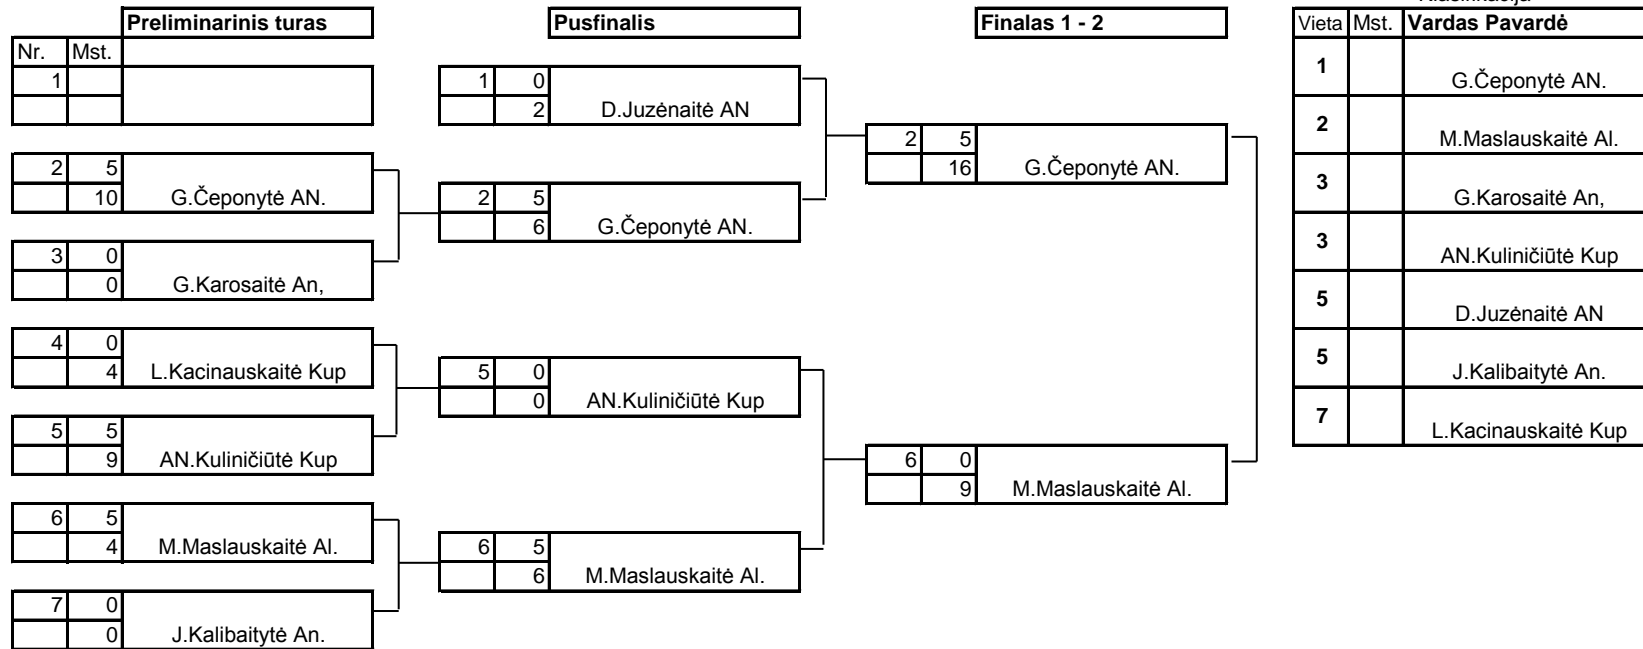 Preliminarinis turas
Nr. Mst.
1
2 5
10 G.Čeponytė AN.
3 0
0 G.Karosaitė An,
4 0
4 L.Kacinauskaitė Kup
5 5
9 AN.Kuliničiūtė Kup
6 5
4 M.Maslauskaitė Al.
7 0
0 J.Kalibaitytė An.
Pusfinalis
1 0
2 D.Juzėnaitė AN
2 5
6 G.Čeponytė AN.
5 0
0 AN.Kuliničiūtė Kup
6 5
6 M.Maslauskaitė Al.
Finalas 1 - 2
2 5
16 G.Čeponytė AN.
6 0
9 M.Maslauskaitė Al.
Vieta Mst. Vardas Pavardė
1 G.Čeponytė AN.
2 M.Maslauskaitė Al.
3 G.Karosaitė An,
3 AN.Kuliničiūtė Kup
5 D.Juzėnaitė AN
5 J.Kalibaitytė An.
7 L.Kacinauskaitė Kup